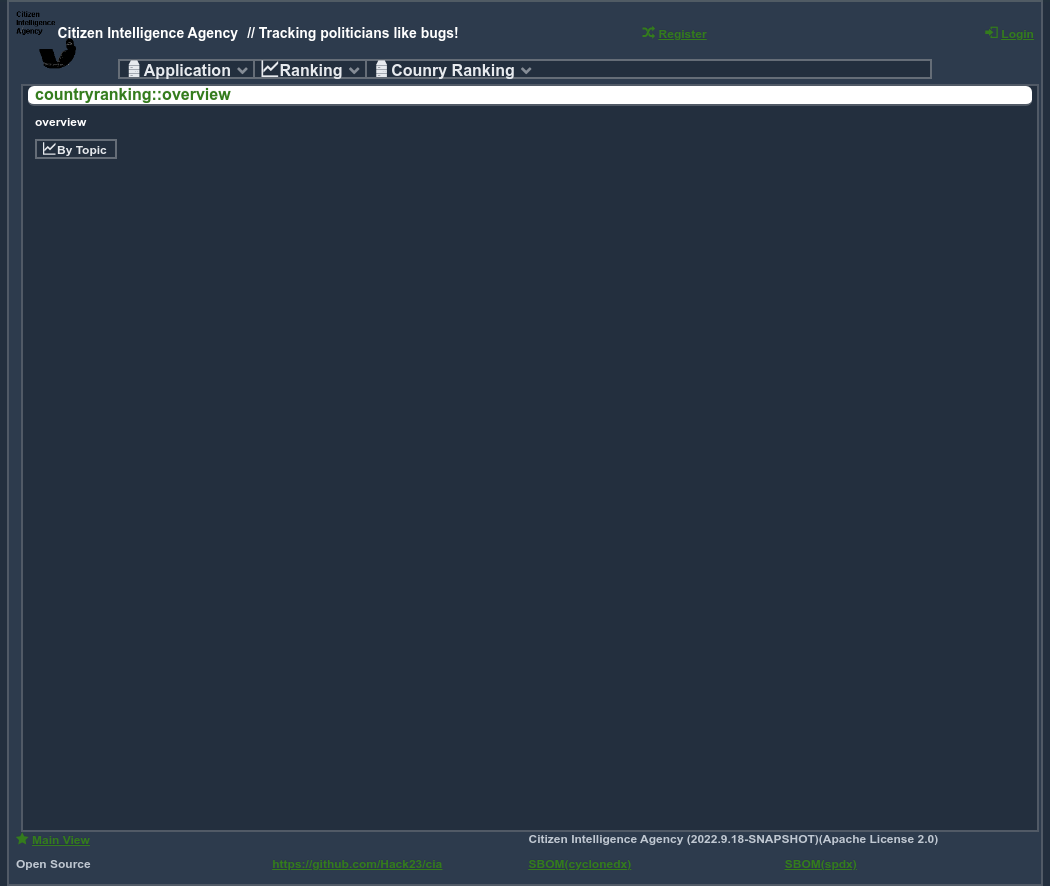 Citizen
Intelligence
Agency
Citizen Intelligence Agency // Tracking politicians like bugs!
Register
Login
Application
Ranking
Counry Ranking
countryranking::overview
overview
By Topic
Main View
Citizen Intelligence Agency (2022.9.18-SNAPSHOT)(Apache License 2.0)
Open Source
https://github.com/Hack23/cia
SBOM(cyclonedx)
SBOM(spdx)